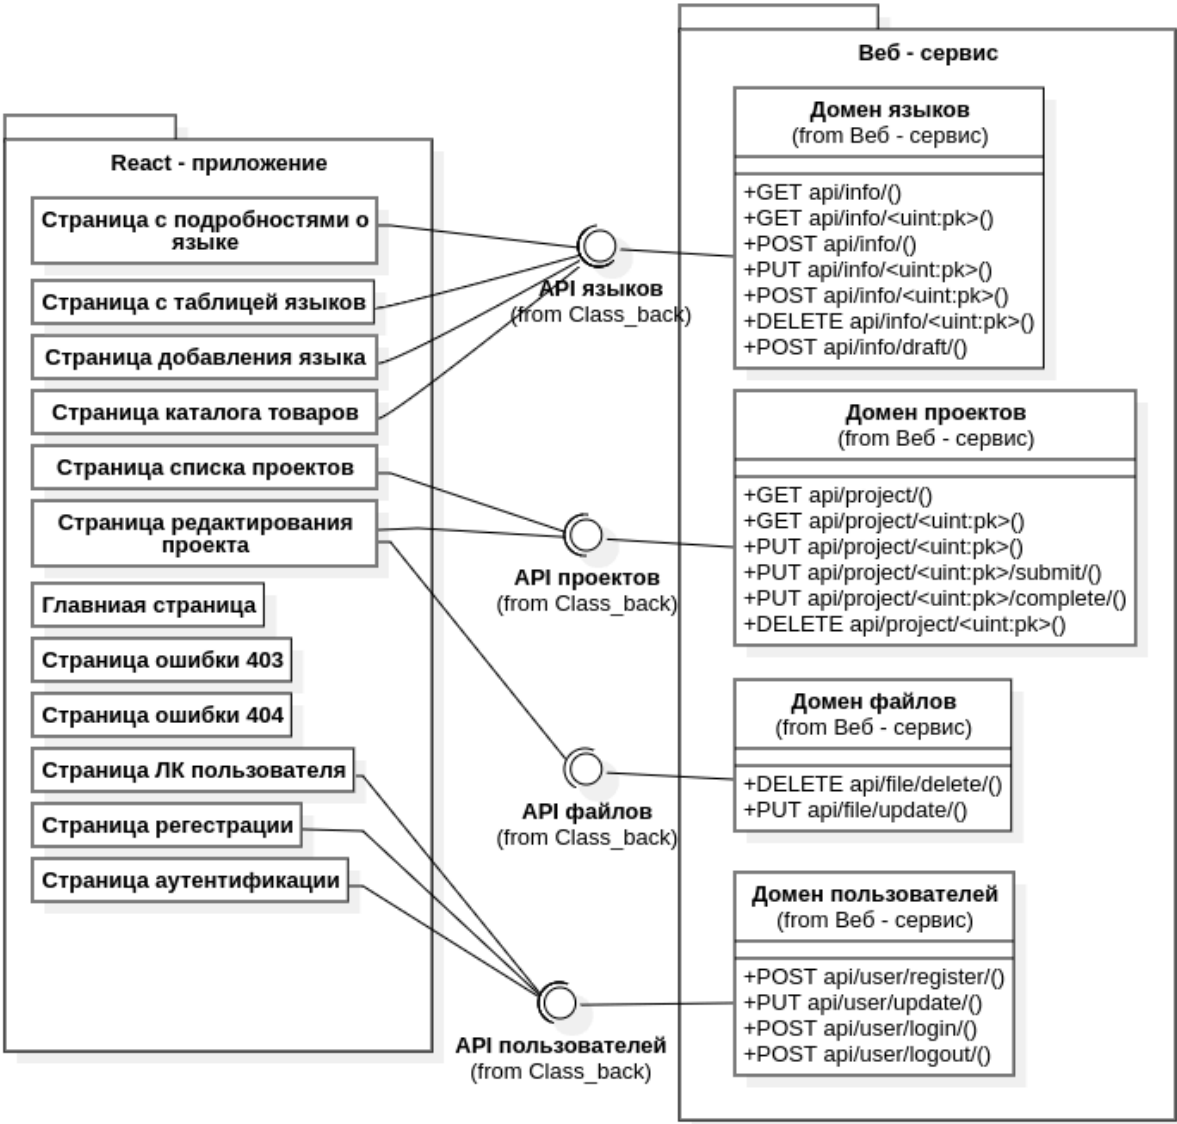 React - приложение
Страница с подробностями о
языке
Страница с таблицей языков
Страница добавления языка
Страница каталога товаров
Страница списка проектов
Страница редактирования
проекта
Главниая страница
Страница ошибки 403
Страница ошибки 404
Страница ЛК пользователя
Страница регестрации
Страница аутентификации
API языков
(from Class_back)
API проектов
(from Class_back)
API файлов
(from Class_back)
API пользователей
(from Class_back)
Веб - сервис
Домен языков
(from Веб - сервис)
+GET api/info/()
+GET api/info/<uint:pk>()
+POST api/info/()
+PUT api/info/<uint:pk>()
+POST api/info/<uint:pk>()
+DELETE api/info/<uint:pk>()
+POST api/info/draft/()
Домен проектов
(from Веб - сервис)
+GET api/project/()
+GET api/project/<uint:pk>()
+PUT api/project/<uint:pk>()
+PUT api/project/<uint:pk>/submit/()
+PUT api/project/<uint:pk>/complete/()
+DELETE api/project/<uint:pk>()
Домен файлов
(from Веб - сервис)
+DELETE api/file/delete/()
+PUT api/file/update/()
Домен пользователей
(from Веб - сервис)
+POST api/user/register/()
+PUT api/user/update/()
+POST api/user/login/()
+POST api/user/logout/()